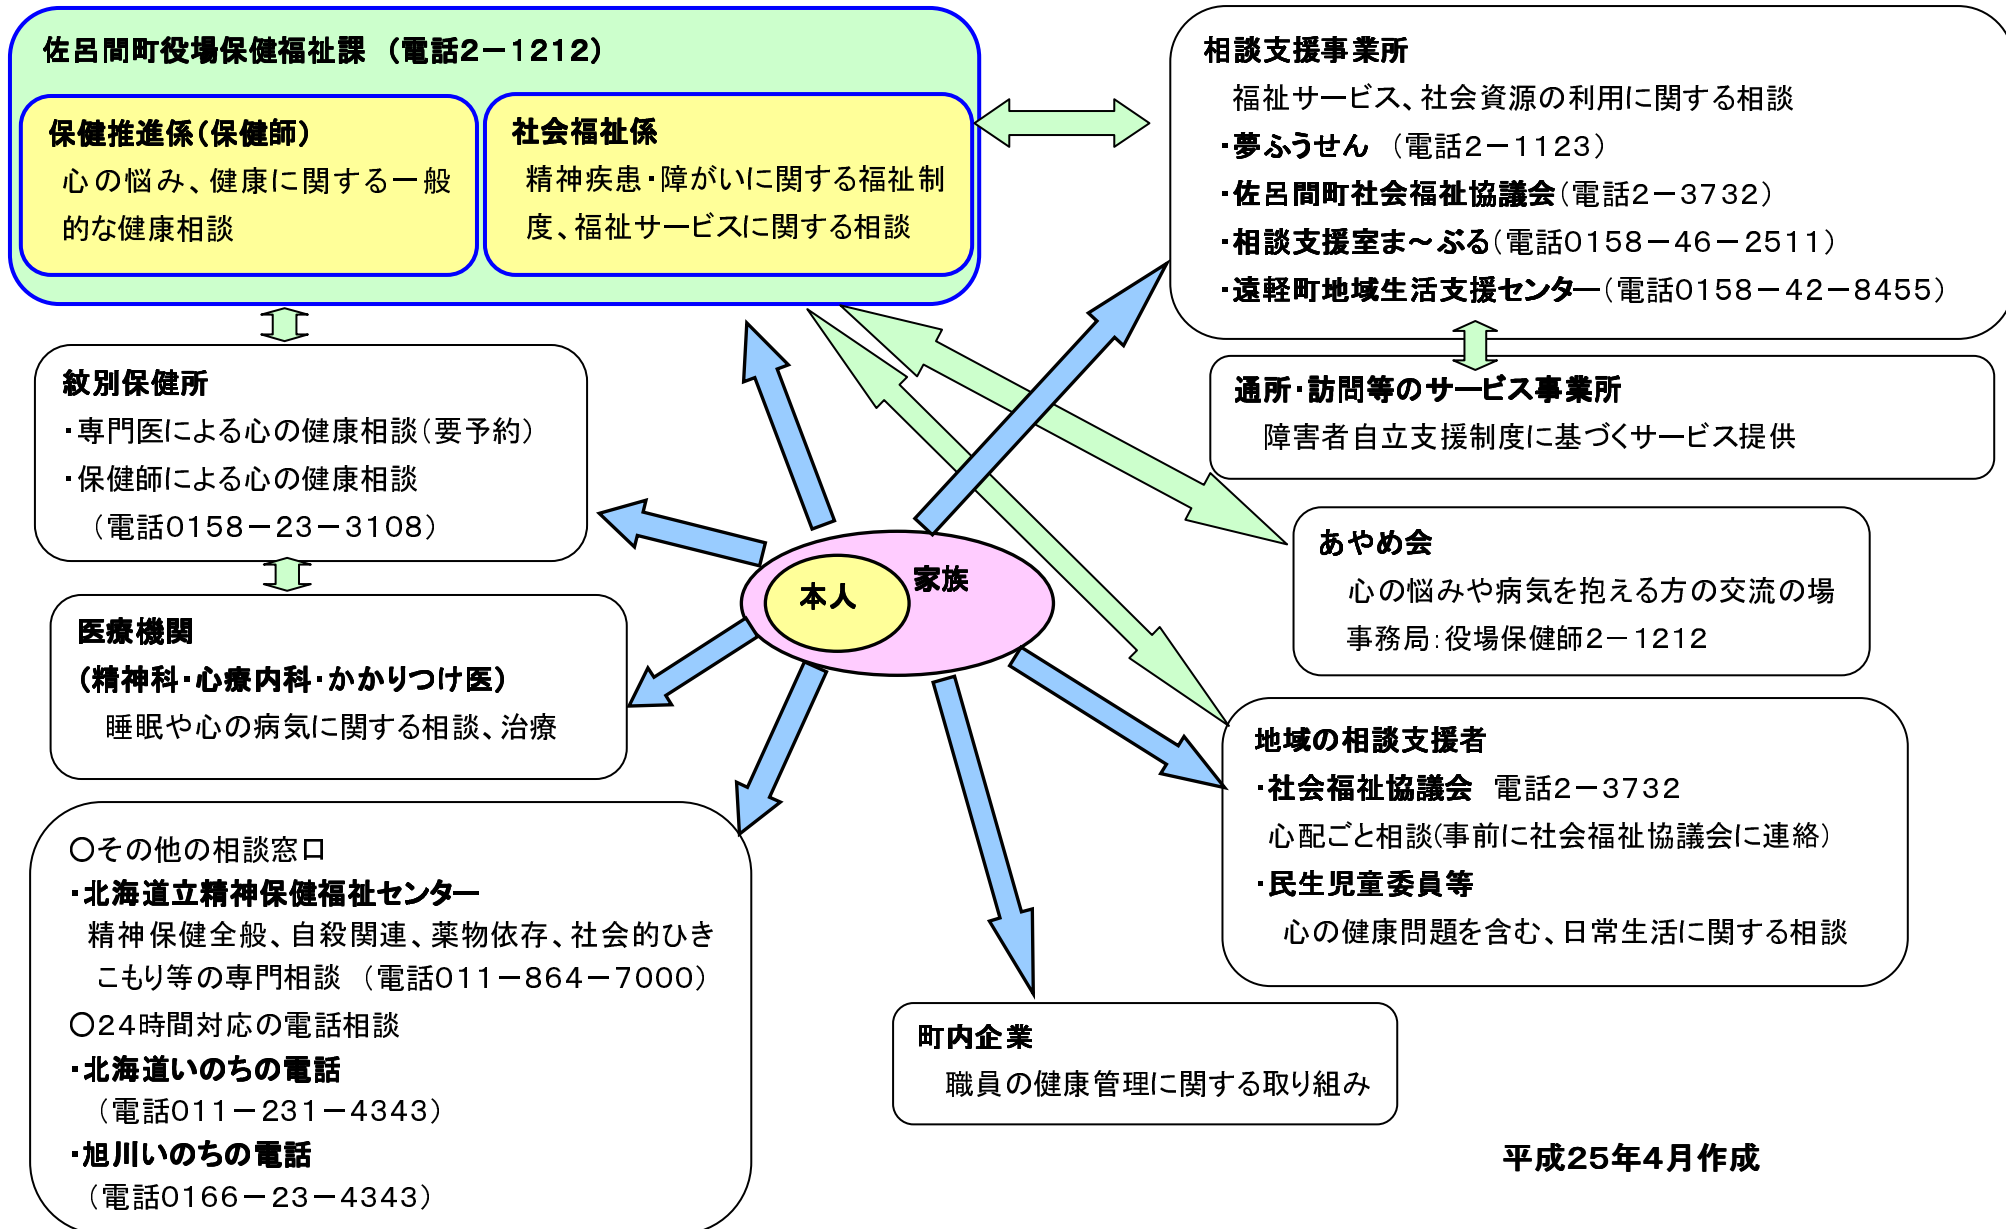 佐呂間町役場保健福祉課 (電話2-1212)
保健推進係(保健師)
心の悩み、健康に関する一般
的な健康相談
社会福祉係
精神疾患・障がいに関する福祉制
度、福祉サービスに関する相談
相談支援事業所
福祉サービス、社会資源の利用に関する相談
・夢ふうせん (電話2-1123)
・佐呂間町社会福祉協議会(電話2-3732)
・相談支援室ま~ぶる(電話0158-46-2511)
・遠軽町地域生活支援センター(電話0158-42-8455)
紋別保健所
・専門医による心の健康相談(要予約)
・保健師による心の健康相談
(電話0158-23-3108)
通所・訪問等のサービス事業所
障害者自立支援制度に基づくサービス提供
あやめ会
心の悩みや病気を抱える方の交流の場
事務局:役場保健師2-1212
本人
家族
医療機関
(精神科・心療内科・かかりつけ医)
睡眠や心の病気に関する相談、治療
地域の相談支援者
・社会福祉協議会 電話2-3732
心配ごと相談(事前に社会福祉協議会に連絡)
・民生児童委員等
心の健康問題を含む、日常生活に関する相談
○その他の相談窓口
・北海道立精神保健福祉センター
精神保健全般、自殺関連、薬物依存、社会的ひき
こもり等の専門相談 (電話011-864-7000)
○24時間対応の電話相談
・北海道いのちの電話
(電話011-231-4343)
・旭川いのちの電話
(電話0166-23-4343)
町内企業
職員の健康管理に関する取り組み
平成25年4月作成